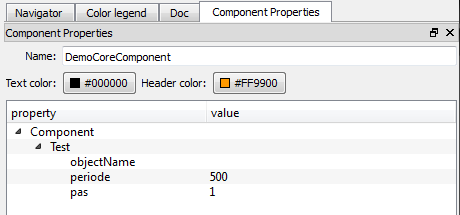 Navigator Color legend Doc Component Properties
Component Properties
Name: DemoCoreComponent
Text color: #000000 Header color: #FF9900
property value
Component
Test
objectName
periode 500
pas 1